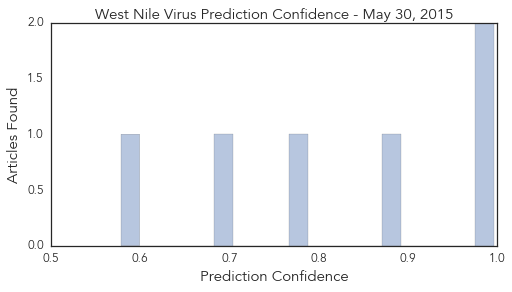 West Nile Virus Prediction Confidence - May 30, 2015
2.0
1.5
1.0
0.5
0.0
Articles Found
0.5 0.6 0.7 0.8 0.9 1.0
Prediction Confidence